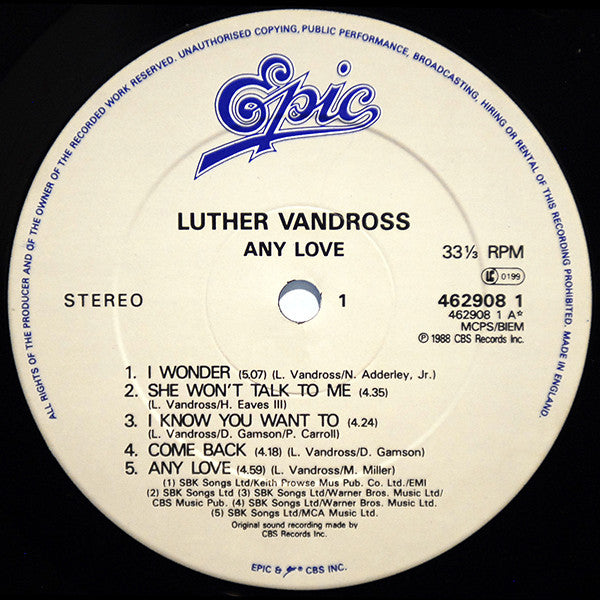 ALL RIGHTS OF THE PRODUCER AND OF THE OWNER OF THE RECORDED WORK RESERVED. UNAUTHORISED COPYING, PUBLIC PERFORMANCE, BROADCASTING, HIRING OR RENTAL OF THIS RECORDING PROHIBITED. MADE IN ENGLAND.
Epic
LUTHER VANDROSS
ANY LOVE
33⅓ RPM
LC 0199
STEREO
1
462908 1
462908 1 A☆
MCPS/BIEM
℗ 1988 CBS Records Inc.
1. I WONDER (5.07) (L. Vandross/N. Adderley, Jr.)
2. SHE WON'T TALK TO ME (4.35)
(L. Vandross/H. Eaves III)
3. I KNOW YOU WANT TO (4.24)
(L. Vandross/D. Gamson/P. Carroll)
4. COME BACK (4.18) (L. Vandross/D. Gamson)
5. ANY LOVE (4.59) (L. Vandross/M. Miller)
(1) SBK Songs Ltd/Keith Prowse Mus Pub. Co. Ltd./EMI
(2) SBK Songs Ltd (3) SBK Songs Ltd/Warner Bros. Music Ltd/
CBS Music Pub. (4) SBK Songs Ltd/Warner Bros. Music Ltd.
(5) SBK Songs Ltd/MCA Music Ltd.
Original sound recording made by
CBS Records Inc.
EPIC & CBS INC.